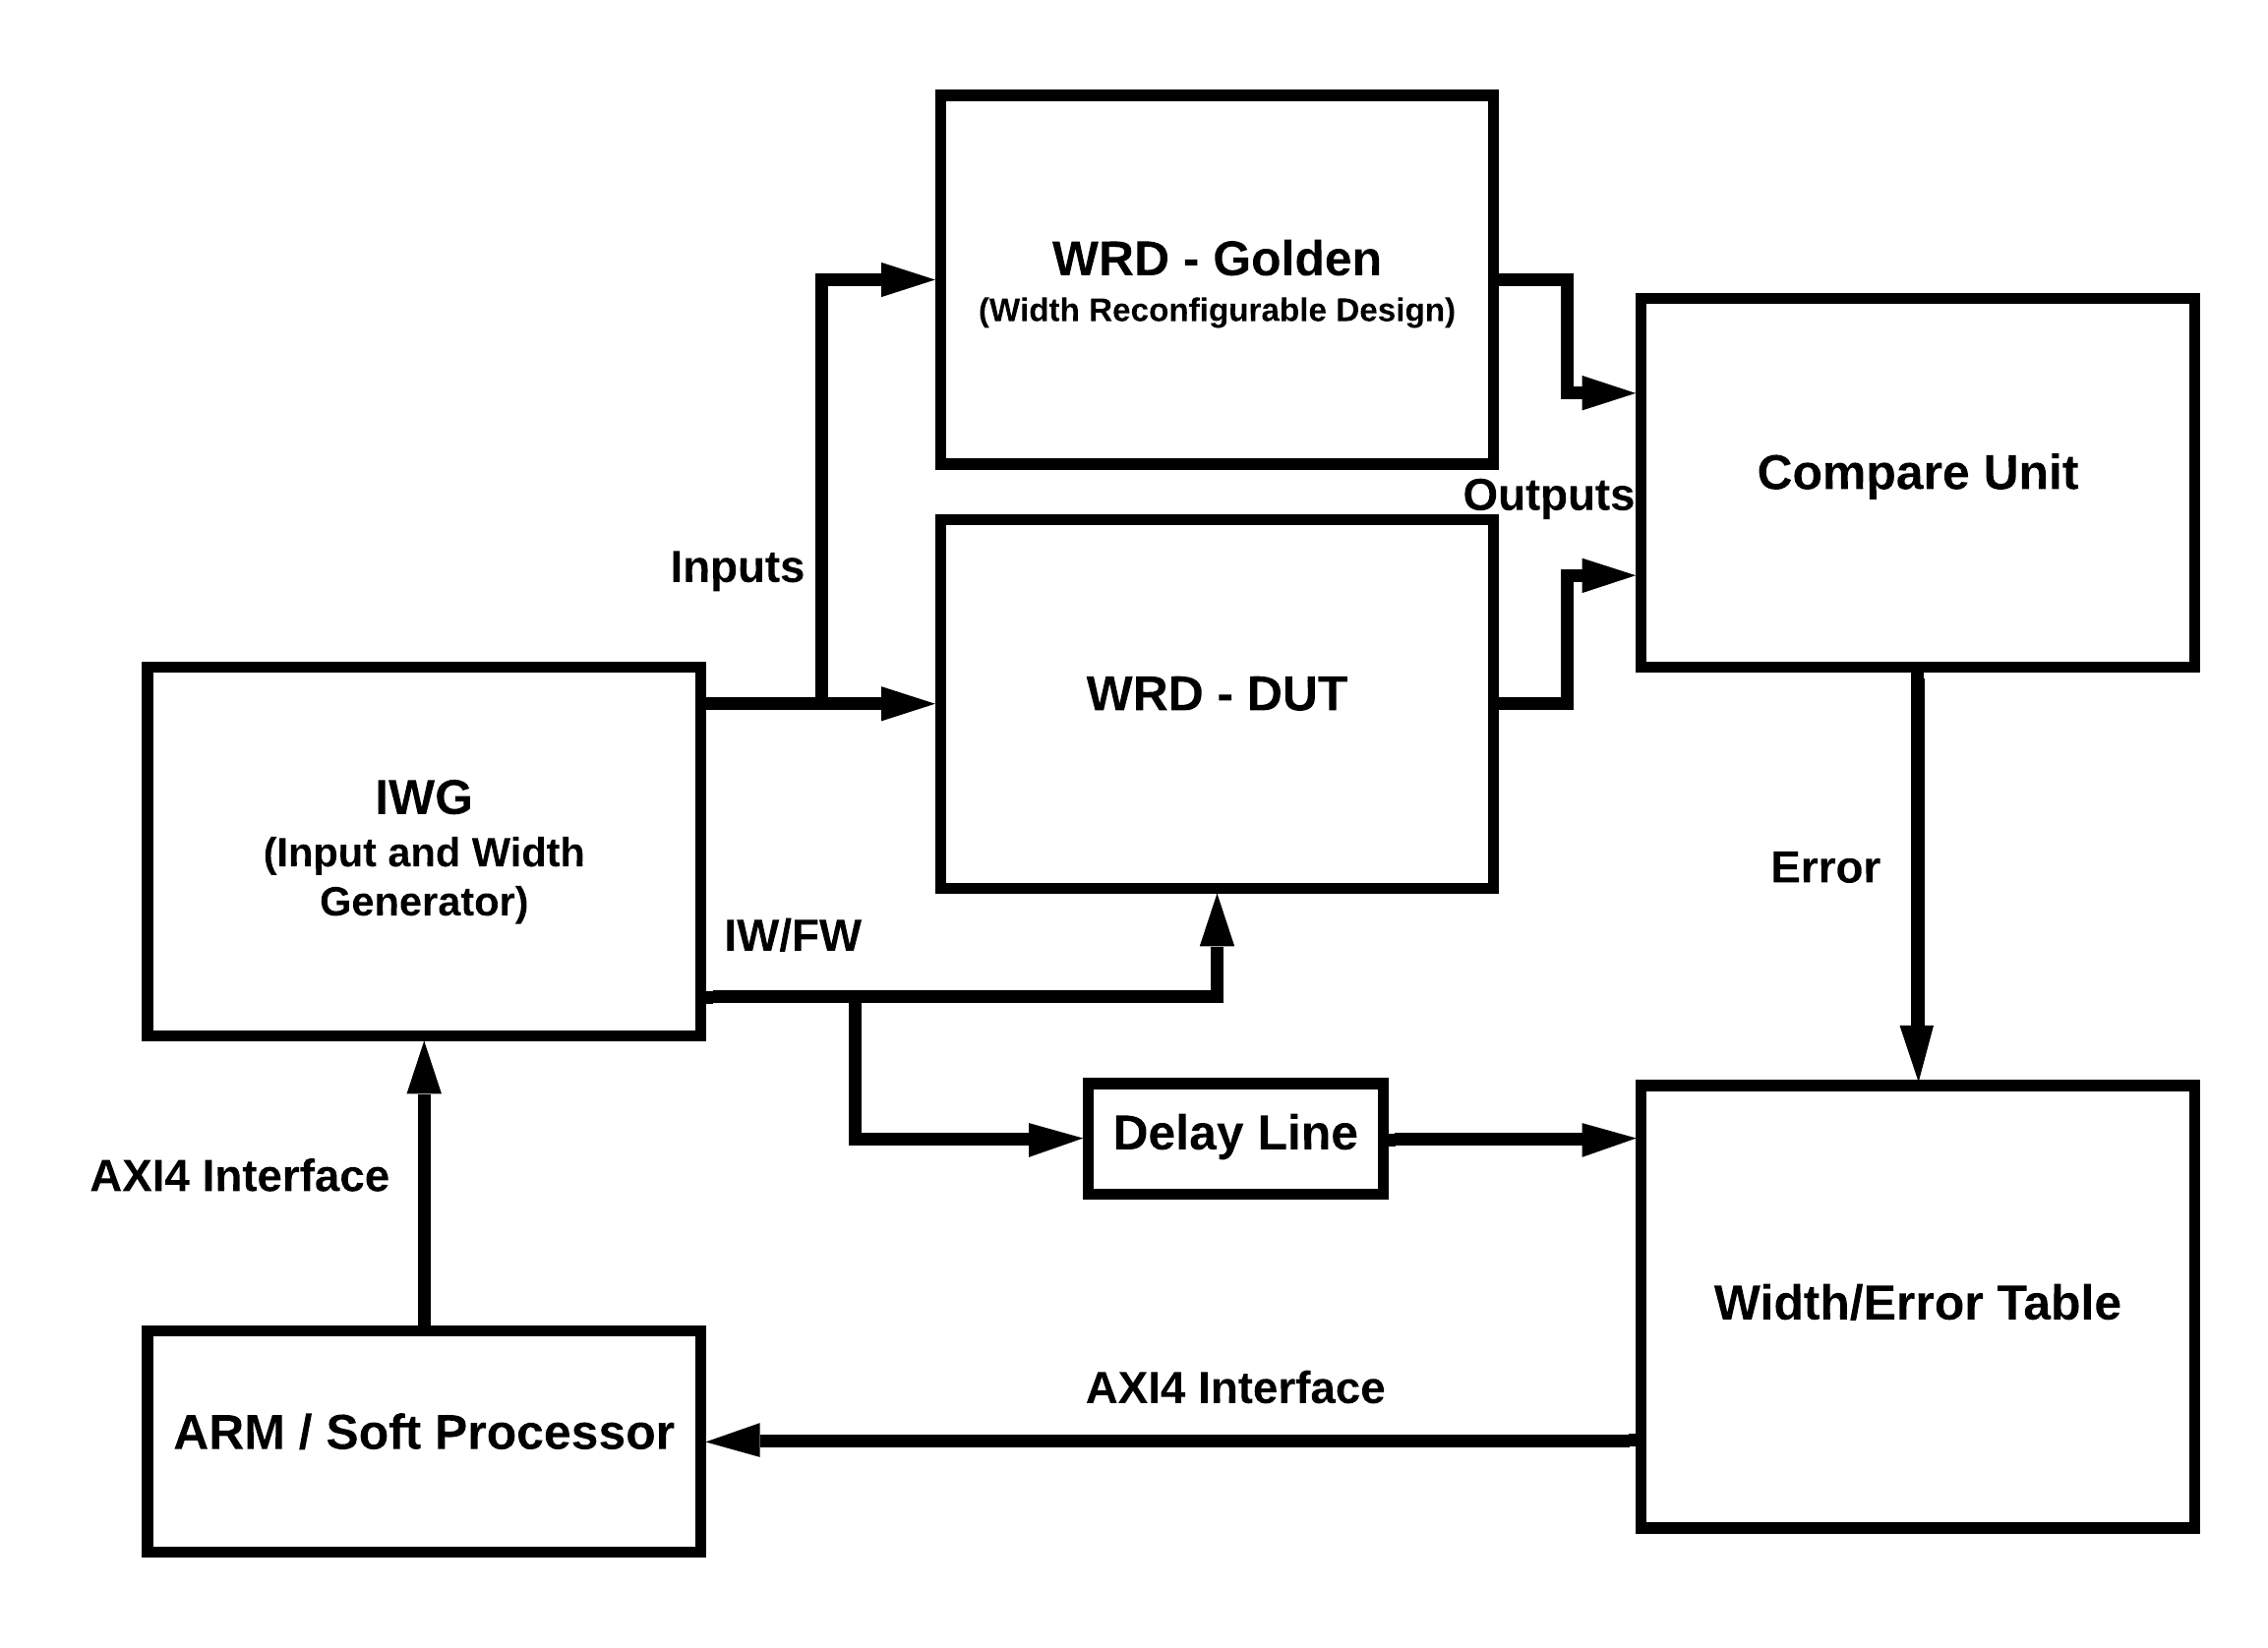 WRD - Golden
(Width Reconfigurable Design)
Compare Unit
Outputs
Inputs
WRD - DUT
IWG
(Input and Width
Generator)
Error
IW/FW
Delay Line
AXI4 Interface
Width/Error Table
AXI4 Interface
ARM / Soft Processor